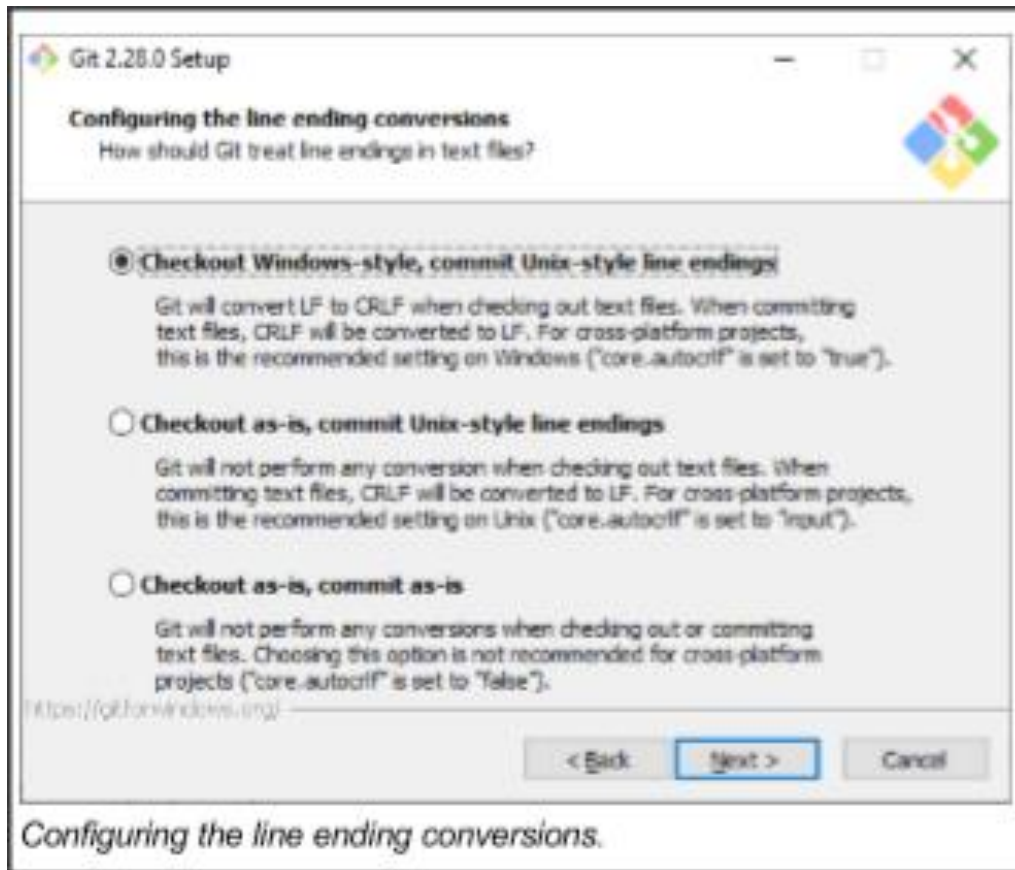 Git 2.28.0 Setup
Configuring the line ending conversions
How should Git treat line endings in text files?
Checkout Windows-style, commit Unix-style line endings
Git will convert LF to CRLF when checking out text files. When committing
text files, CRLF will be converted to LF. For cross-platform projects,
this is the recommended setting on Windows ("core.autocrlf" is set to "true").
Checkout as-is, commit Unix-style line endings
Git will not perform any conversion when checking out text files. When
committing text files, CRLF will be converted to LF. For cross-platform projects,
this is the recommended setting on Unix ("core.autocrlf" is set to "input").
Checkout as-is, commit as-is
Git will not perform any conversions when checking out or committing
text files. Choosing this option is not recommended for cross-platform
projects ("core.autocrlf" is set to "false").
https://gitforwindows.org/
< Back Next > Cancel
Configuring the line ending conversions.